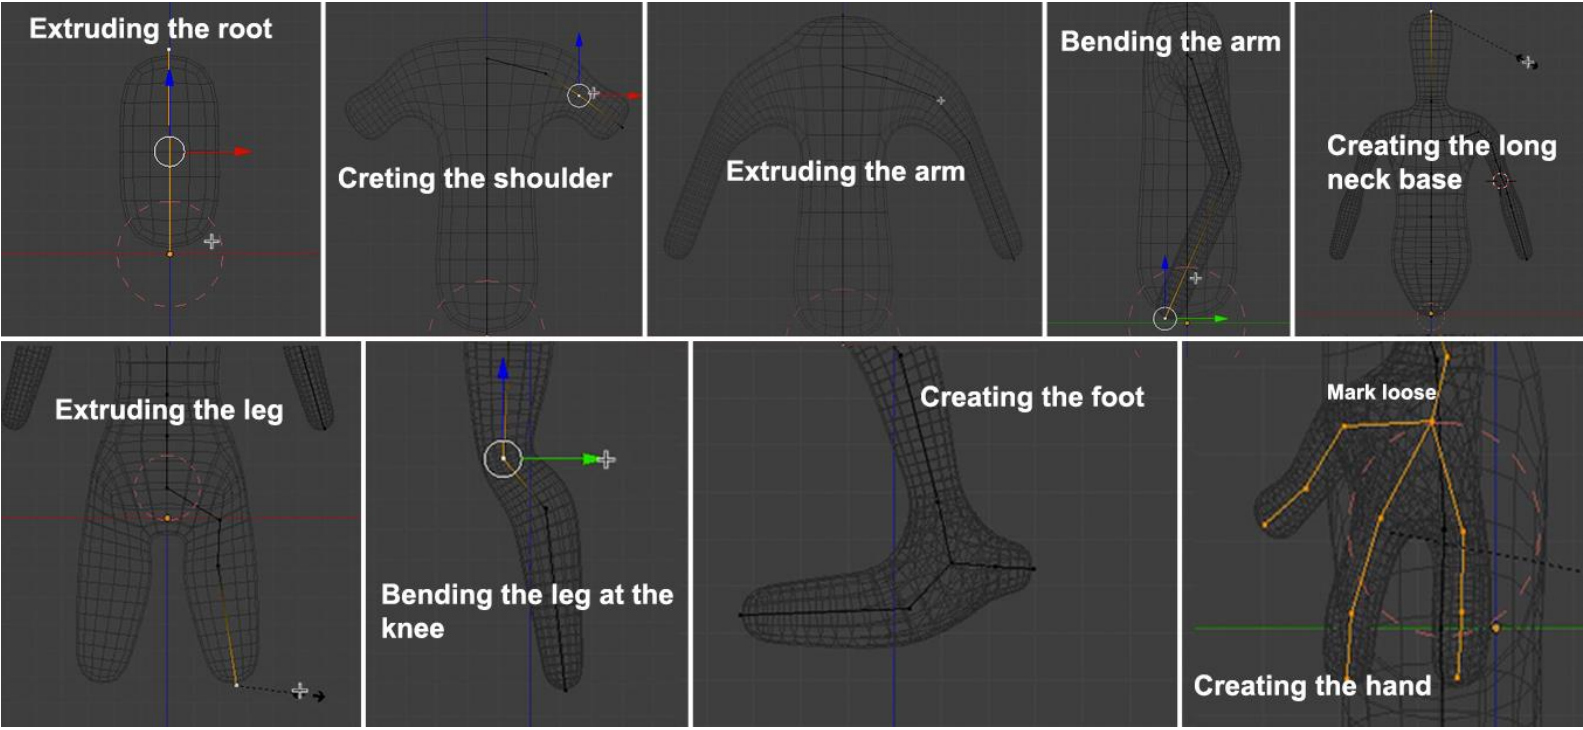 Extruding the root
Creting the shoulder
Extruding the arm
Bending the arm
Creating the long
neck base
Extruding the leg
Bending the leg at the
knee
Creating the foot
Mark loose
Creating the hand